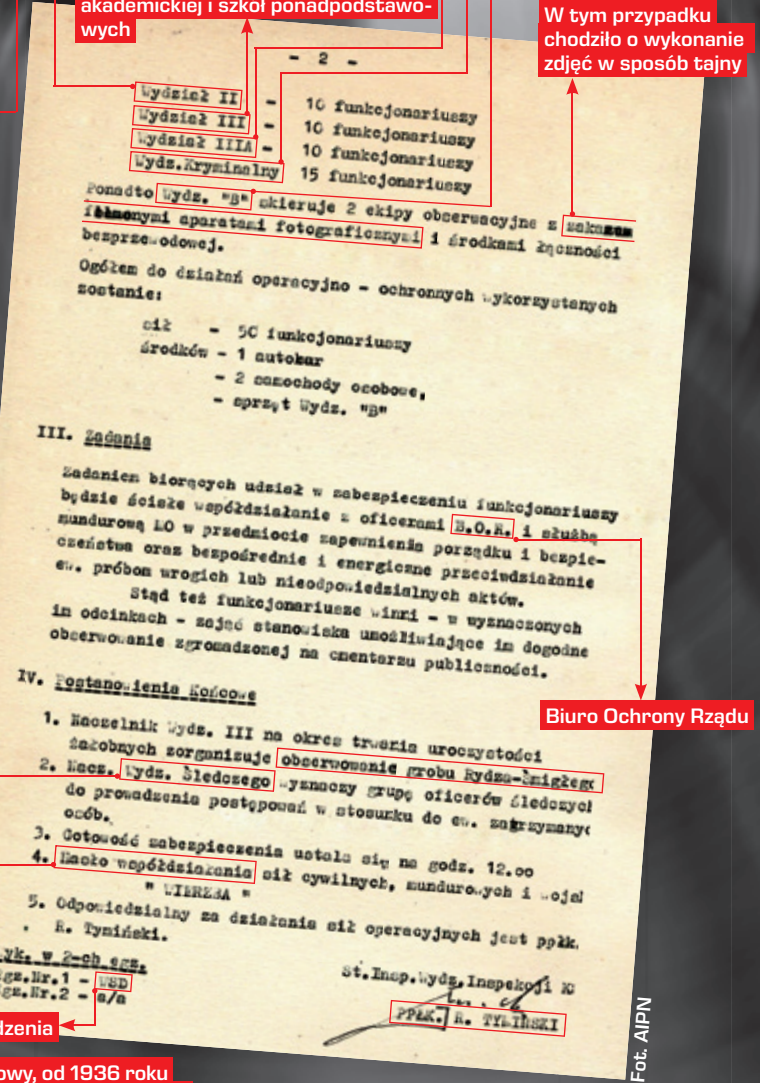 akademickiej i szkół ponadpodstawo-
wych
W tym przypadku
chodziło o wykonanie
zdjęć w sposób tajny
- 2 -
Wydział II - 10 funkcjonariuszy
Wydział III - 10 funkcjonariuszy
Wydział IIIA - 10 funkcjonariuszy
Wydz.Kryminalny 15 funkcjonariuszy
Ponadto Wydz. "B" skieruje 2 ekipy obserwacyjne z
aparatami fotograficznymi i środkami łączności
bezprzewodowej.
Ogółem do działań operacyjno - ochronnych wykorzystanych
zostanie:
sił - 50 funkcjonariuszy
środków - 1 autokar
- 2 samochody osobowe,
- sprzęt Wydz. "B"
III. Zadania
Zadaniem biorących udział w zabezpieczeniu funkcjonariuszy
będzie ścisłe współdziałanie z oficerami B.O.R. i służbą
mundurową MO w przedmiocie zapewnienia porządku i bezpie-
czeństwa oraz bezpośrednie i energiczne przeciwdziałanie
ew. próbom wrogich lub nieodpowiedzialnych aktów.
Stąd też funkcjonariusze winni - w wyznaczonych
im odcinkach - zająć stanowiska umożliwiające im dogodne
obserwowanie zgromadzonej na cmentarzu publiczności.
IV. Postanowienia Końcowe
1. Naczelnik Wydz. III na okres trwania uroczystości
żałobnych zorganizuje obserwowanie grobu Rydza-Śmigłego
2. Nacz. Wydz. Śledczego wyznaczy grupę oficerów śledczych
do prowadzenia postępowań w stosunku do ew. zatrzymanyc
osób.
3. Gotowość zabezpieczenia ustala się na godz. 12.oo
4. Hasło współdziałania sił cywilnych, mundurowych i wojsk
" WIERZBA "
5. Odpowiedzialny za działania sił operacyjnych jest ppłk.
R. Tymiński.
yk. w 2-ch egz.
gz.Nr.1 - WSD
gz.Nr.2 - a/a
St.Insp.Wydz.Inspekcji
PPŁK. R. TYMIŃSKI
Biuro Ochrony Rządu
dzenia
owy, od 1936 roku
Fot. AIPN